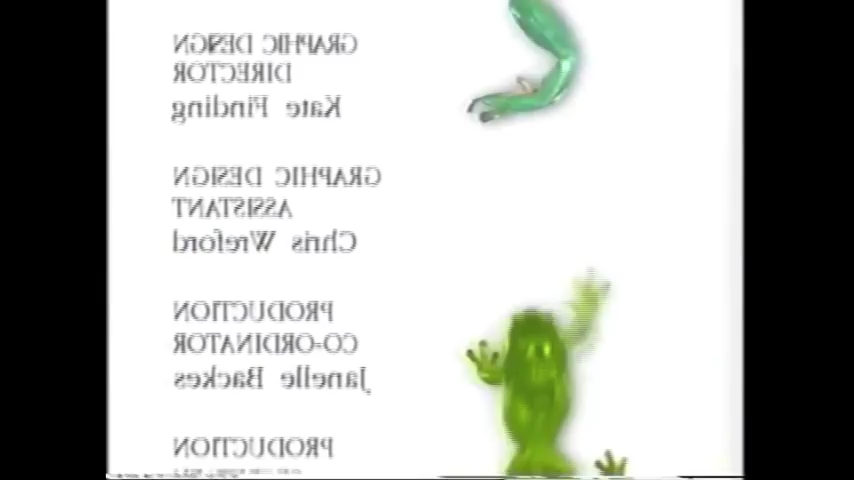 GRAPHIC DESIGN
DIRECTOR
Kate Finding
GRAPHIC DESIGN
ASSISTANT
Chris Wreford
PRODUCTION
CO-ORDINATOR
Janelle Backes
PRODUCTION